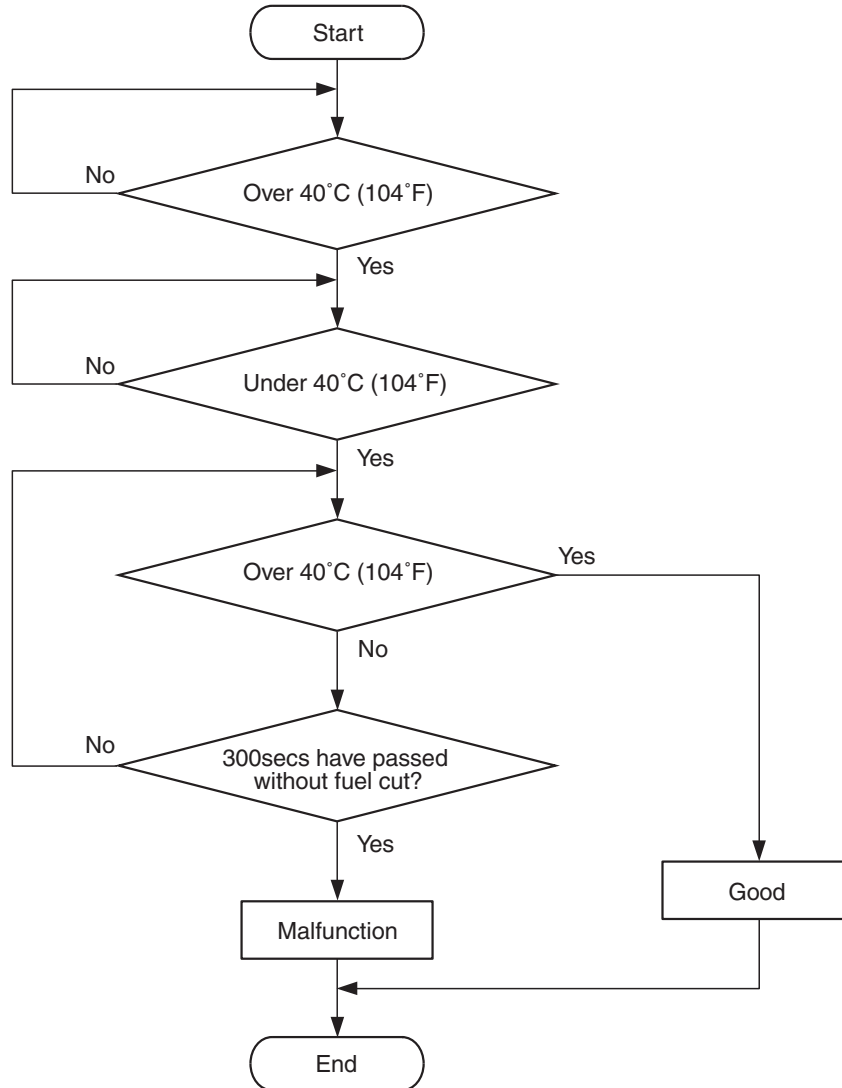 Start
No
Over 40˚C (104˚F)
Yes
No
Under 40˚C (104˚F)
Yes
Over 40˚C (104˚F)
Yes
No
No
300secs have passed
without fuel cut?
Yes
Good
Malfunction
End